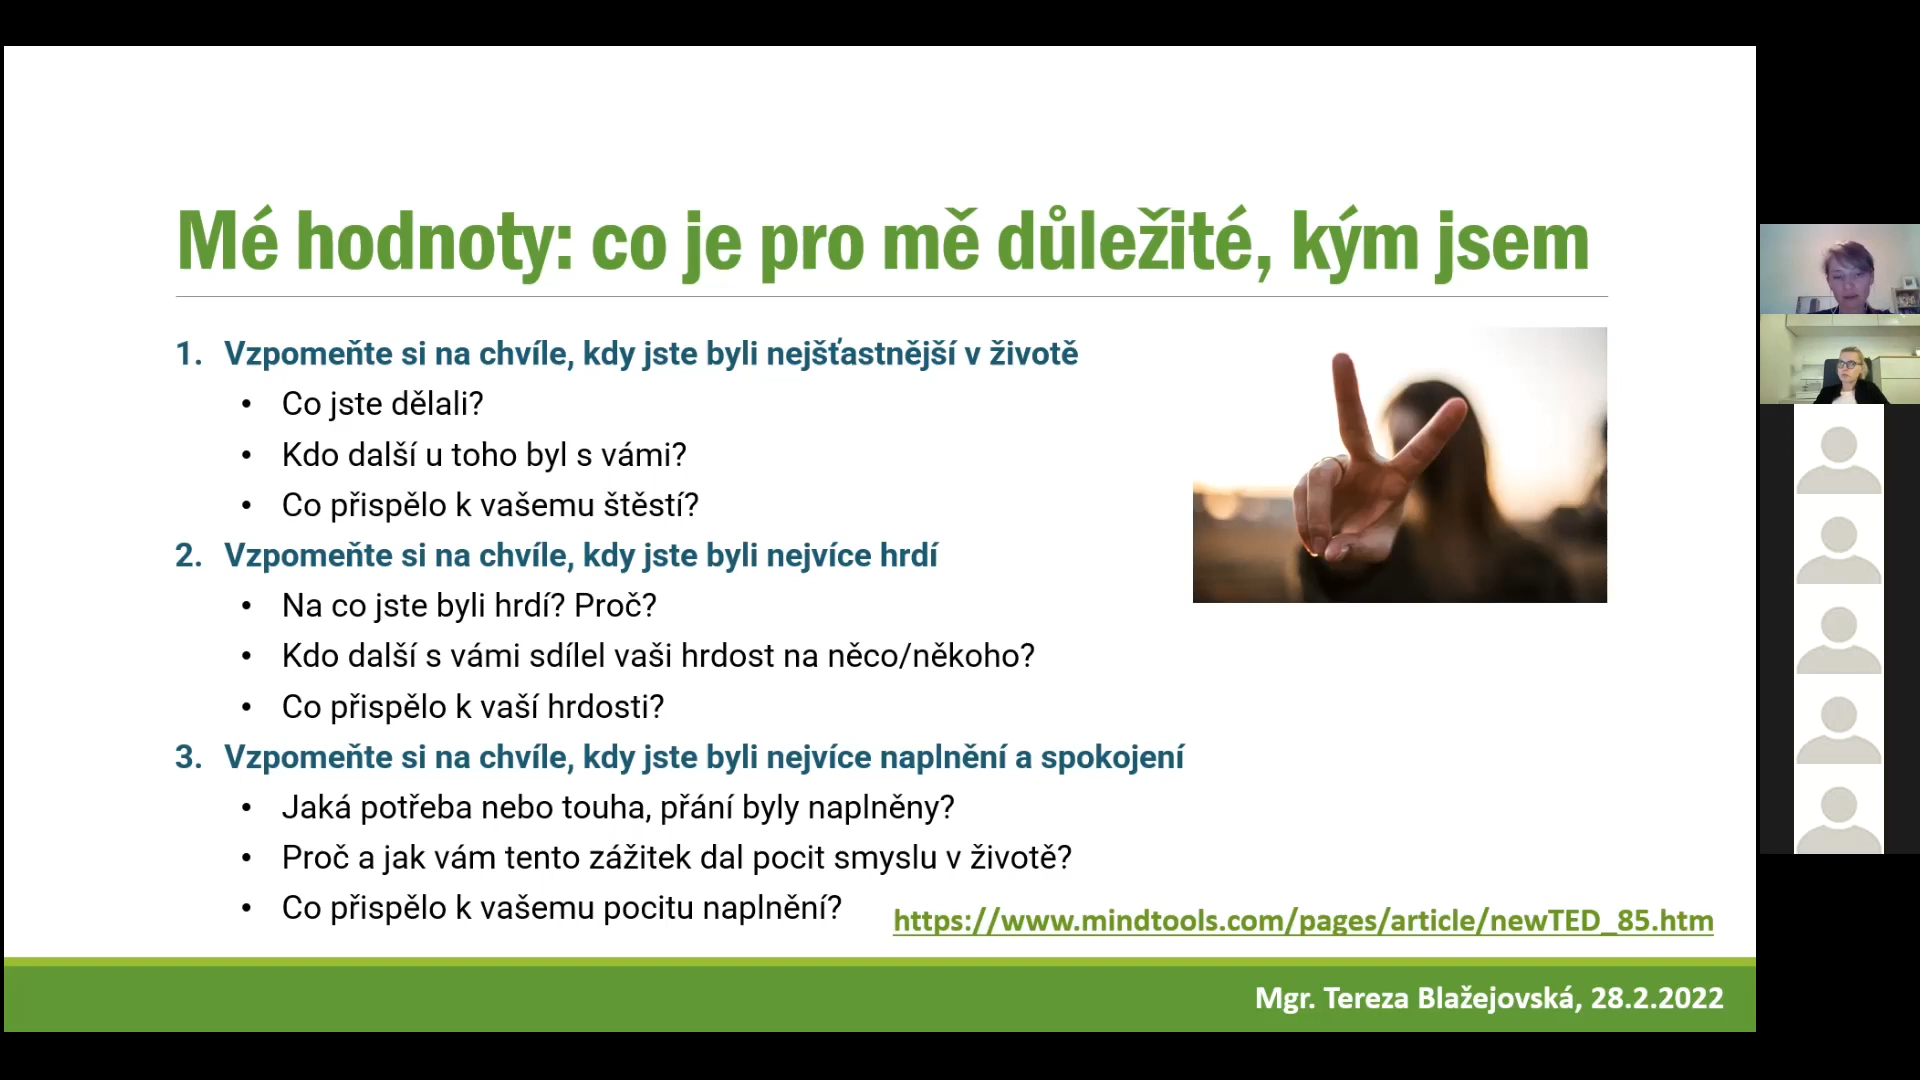 Mé hodnoty: co je pro mě důležité, kým jsem
1. Vzpomeňte si na chvíle, kdy jste byli nejšťastnější v životě
• Co jste dělali?
• Kdo další u toho byl s vámi?
• Co přispělo k vašemu štěstí?
2. Vzpomeňte si na chvíle, kdy jste byli nejvíce hrdí
• Na co jste byli hrdí? Proč?
• Kdo další s vámi sdílel vaši hrdost na něco/někoho?
• Co přispělo k vaší hrdosti?
3. Vzpomeňte si na chvíle, kdy jste byli nejvíce naplnění a spokojení
• Jaká potřeba nebo touha, přání byly naplněny?
• Proč a jak vám tento zážitek dal pocit smyslu v životě?
• Co přispělo k vašemu pocitu naplnění?
https://www.mindtools.com/pages/article/newTED_85.htm
Mgr. Tereza Blažejovská, 28.2.2022